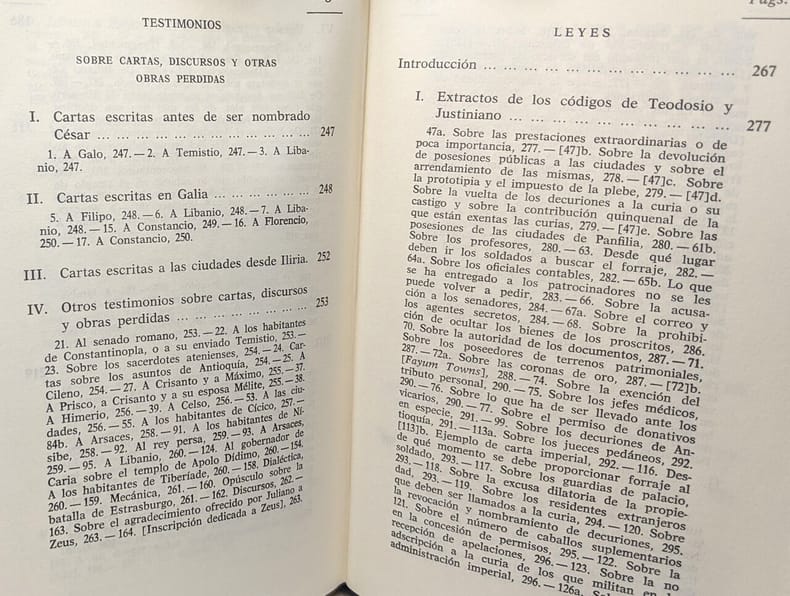 TESTIMONIOS
SOBRE CARTAS, DISCURSOS Y OTRAS
OBRAS PERDIDAS
I. Cartas escritas antes de ser nombrado
César ... ... ... ... ... ... ... ... ... ... ... ... 247
1. A Galo, 247. — 2. A Temistio, 247. — 3. A Liba-
nio, 247.
II. Cartas escritas en Galia ... ... ... ... ... ... 248
5. A Filipo, 248. — 6. A Libanio, 248. — 7. A Liba-
nio, 248. — 15. A Constancio, 249. — 16. A Florencio,
250. — 17. A Constancio, 250.
III. Cartas escritas a las ciudades desde Iliria. 252
IV. Otros testimonios sobre cartas, discursos
y obras perdidas ... ... ... ... ... ... ... ... 253
21. Al senado romano, 253. — 22. A los habitantes
de Constantinopla, o a su enviado Temistio, 253. —
23. Sobre los sacerdotes atenienses, 254. — 24. Car-
tas sobre los asuntos de Antioquía, 254. — 25. A
Cileno, 254. — 27. A Crisanto y a Máximo, 255. — 37.
A Prisco, a Crisanto y a su esposa Mélite, 255. — 38.
A Himerio, 256. — 39. A Celso, 256. — 53. A las ciu-
dades, 256. — 55. A los habitantes de Cícico, 257. —
84b. A Arsaces, 258. — 91. A los habitantes de Ní-
sibe, 258. — 92. Al rey persa, 259. — 93. A Arsaces,
259. — 95. A Libanio, 260. — 124. Al gobernador de
Caria sobre el templo de Apolo Dídimo, 260. — 154.
A los habitantes de Tiberíade, 260. — 158. Dialéctica,
260. — 159. Mecánica, 261. — 160. Opúsculo sobre la
batalla de Estrasburgo, 261. — 162. Discursos, 262. —
163. Sobre el agradecimiento ofrecido por Juliano a
Zeus, 263. — 164. [Inscripción dedicada a Zeus], 263.
Págs.
LEYES
Introducción ... ... ... ... ... ... ... ... ... ... ... ... 267
I. Extractos de los códigos de Teodosio y
Justiniano ... ... ... ... ... ... ... ... ... ... ... 277
47a. Sobre las prestaciones extraordinarias o de
poca importancia, 277. — [47]b. Sobre la devolución
de posesiones públicas a las ciudades y sobre el
arrendamiento de las mismas, 278. — [47]c. Sobre
la prototipia y el impuesto de la plebe, 279. — [47]d.
Sobre la vuelta de los decuriones a la curia o su
castigo y sobre la contribución quinquenal de la
que están exentas las curias, 279. — [47]e. Sobre las
posesiones de las ciudades de Panfilia, 280. — 61b.
Sobre los profesores, 280. — 63. Desde qué lugar
deben ir los soldados a buscar el forraje, 282. —
64a. Sobre los oficiales contables, 282. — 65b. Lo que
se ha entregado a los patrocinadores no se les
puede volver a pedir, 283. — 66. Sobre la acusa-
ción a los senadores, 284. — 67a. Sobre el correo y
los agentes secretos, 284. — 68. Sobre la prohibi-
ción de ocultar los bienes de los proscritos, 286.
70. Sobre la autoridad de los documentos, 287. — 71.
Sobre los poseedores de terrenos patrimoniales,
287. — 72a. Sobre las coronas de oro, 287. — [72]b.
[Fayum Towns], 288. — 74. Sobre la exención del
tributo personal, 290. — 75. Sobre los jefes médicos,
290. — 76. Sobre lo que ha de ser llevado ante los
vicarios, 290. — 77. Sobre el permiso de donativos
en especie, 291. — 99. Sobre los decuriones de An-
tioquía, 291. — 113a. Sobre los jueces pedáneos, 292.
[113]b. Ejemplo de carta imperial, 292. — 116. Des-
de qué momento se debe proporcionar forraje al
soldado, 293. — 117. Sobre los guardias de palacio,
293. — 118. Sobre la excusa dilatoria de la propie-
dad, 293. — 119. Sobre los residentes extranjeros
que deben ser llamados a la curia, 294. — 120. Sobre
la revocación y nombramiento de decuriones, 295.
121. Sobre el número de caballos suplementarios
en la concesión de permisos, 295. — 122. Sobre la
recepción de apelaciones, 296. — 123. Sobre la no
adscripción a la curia de los que militan en la
administración imperial, 296. — 126a.